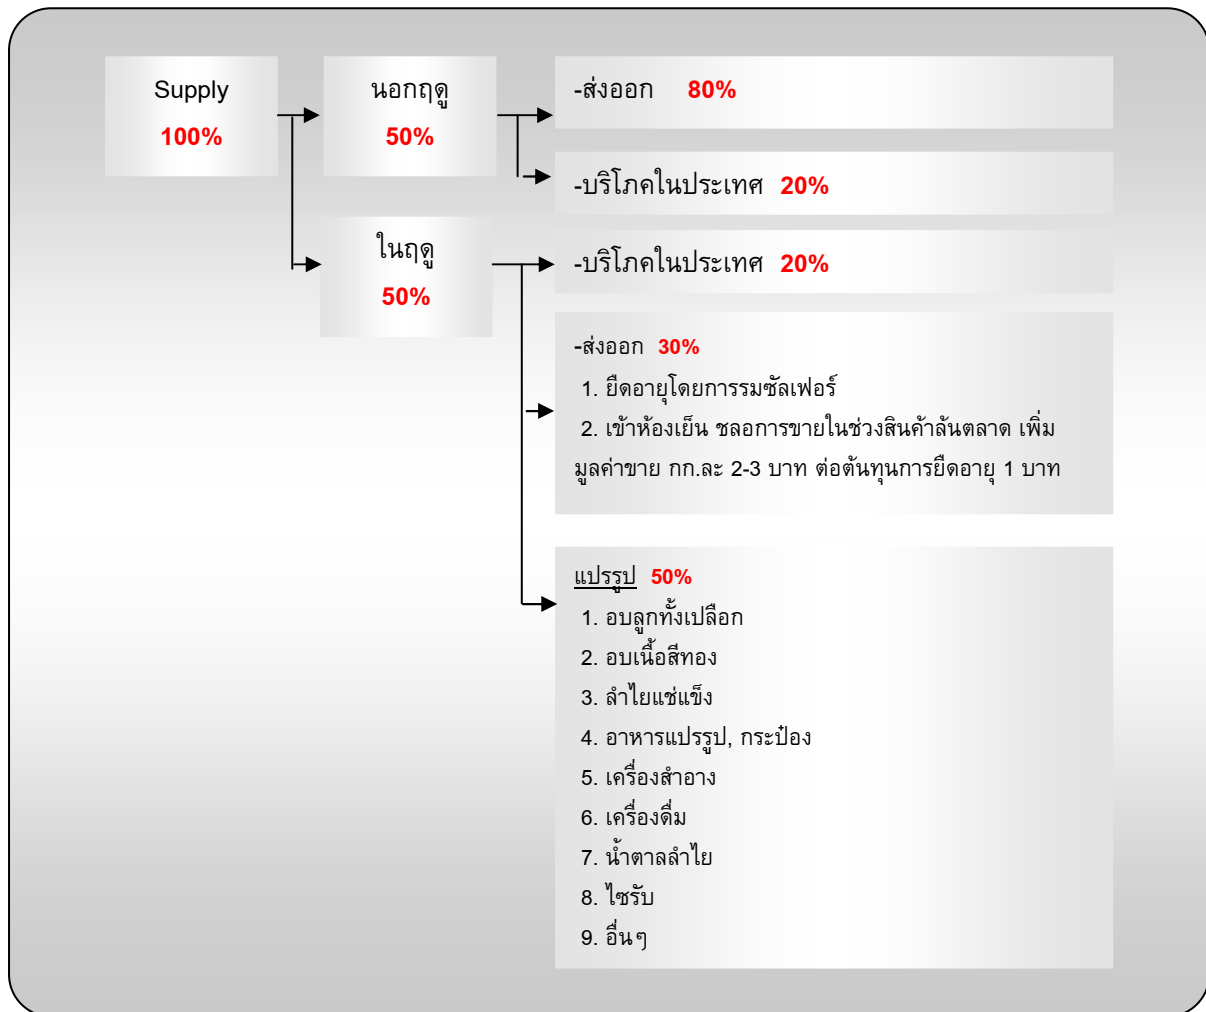 Supply
100%
นอกฤดู
50%
-ส่งออก 80%
-บริโภคในประเทศ 20%
ในฤดู
50%
-บริโภคในประเทศ 20%
-ส่งออก 30%
1. ยืดอายุโดยการรมซัลเฟอร์
2. เข้าห้องเย็น ชลอการขายในช่วงสินค้าล้นตลาด เพิ่ม
มูลค่าขาย กก.ละ 2-3 บาท ต่อต้นทุนการยืดอายุ 1 บาท
แปรรูป 50%
1. อบลูกทั้งเปลือก
2. อบเนื้อสีทอง
3. ลำไยแช่แข็ง
4. อาหารแปรรูป, กระป๋อง
5. เครื่องสำอาง
6. เครื่องดื่ม
7. น้ำตาลลำไย
8. ไซรับ
9. อื่นๆ